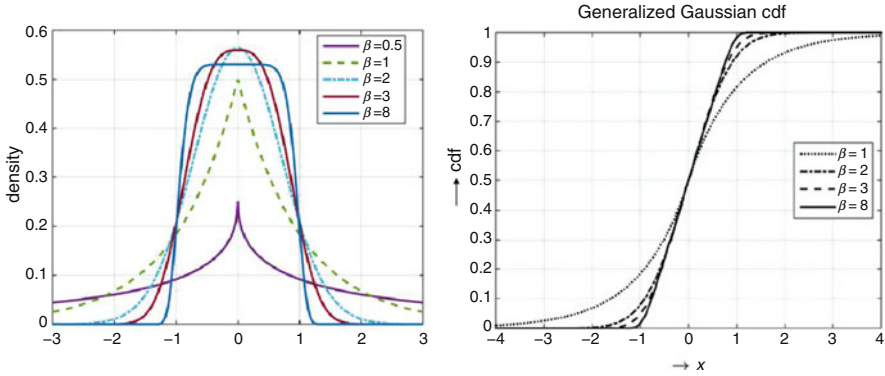 0.6
0.5
0.4
0.3
0.2
0.1
0
density
−3 −2 −1 0 1 2 3
β=0.5
β=1
β=2
β=3
β=8
Generalized Gaussian cdf
1
0.9
0.8
0.7
0.6
0.5
0.4
0.3
0.2
0.1
0
→ cdf
−4 −3 −2 −1 0 1 2 3 4
→ x
β= 1
β= 2
β= 3
β= 8